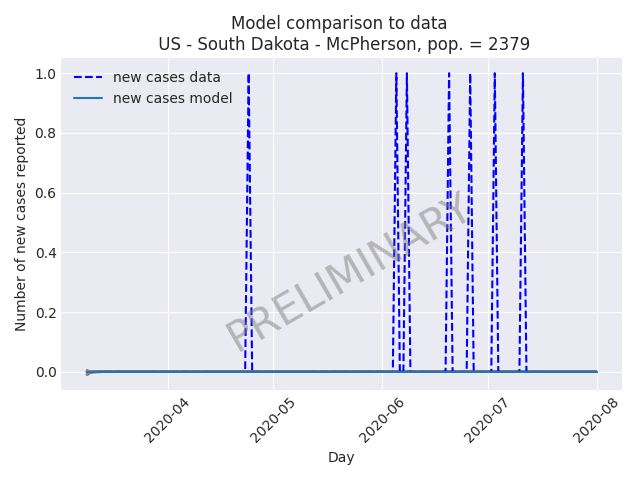 Model comparison to data
US - South Dakota - McPherson, pop. = 2379
new cases data
new cases model
Number of new cases reported
1.0
0.8
0.6
0.4
0.2
0.0
PRELIMINARY
2020-04
2020-05
2020-06
2020-07
2020-08
Day